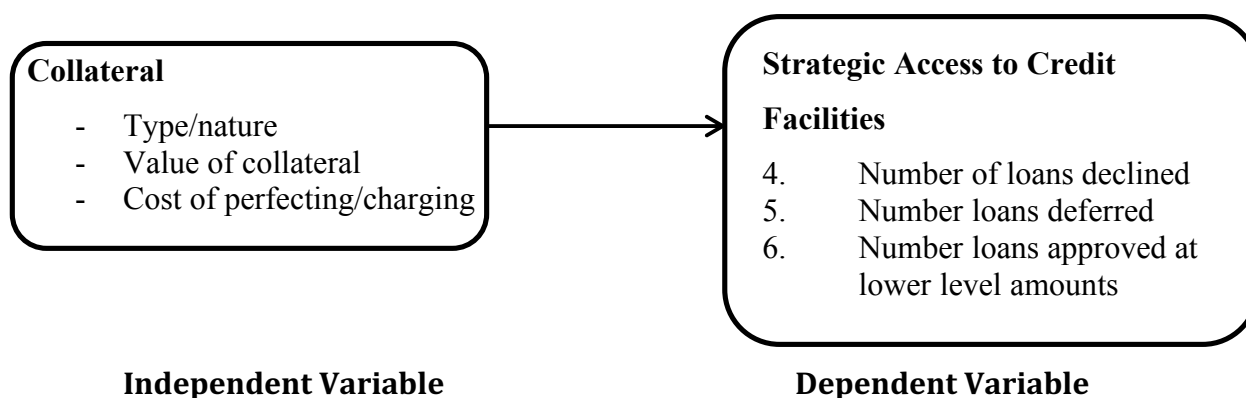 Collateral
- Type/nature
- Value of collateral
- Cost of perfecting/charging
Strategic Access to Credit
Facilities
4. Number of loans declined
5. Number loans deferred
6. Number loans approved at
lower level amounts
Independent Variable
Dependent Variable